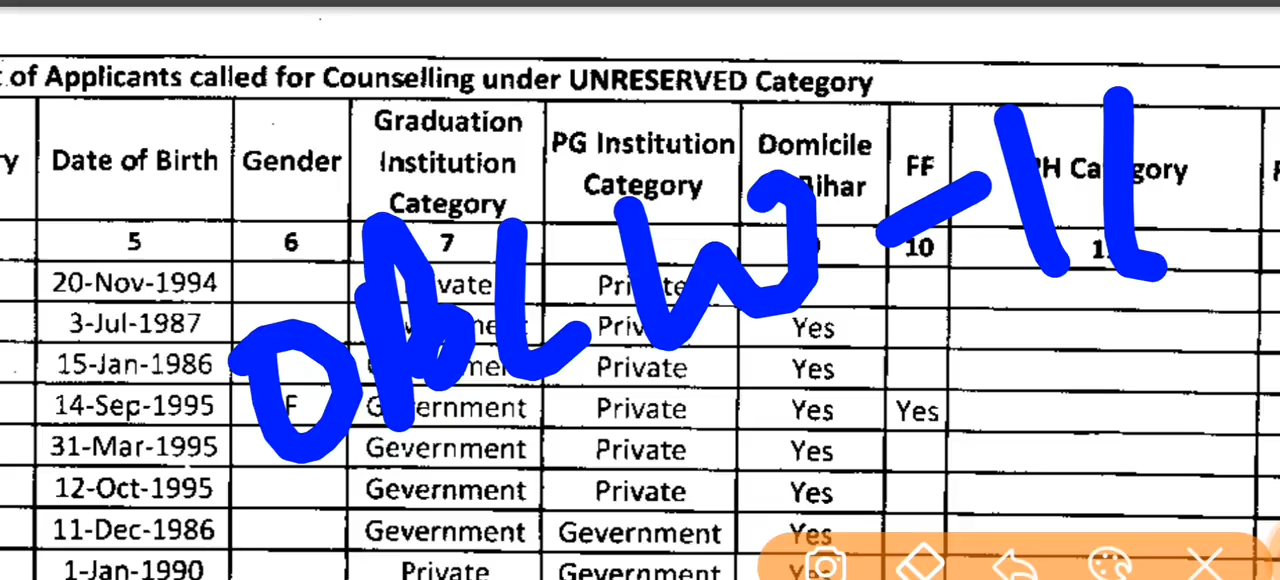 of Applicants called for Counselling under UNRESERVED Category
y Date of Birth Gender Graduation Institution Category PG Institution Category Domicile Bihar FF PH Category
5 6 7 10
20-Nov-1994
3-Jul-1987 Yes
15-Jan-1986 Private Yes
14-Sep-1995 F Government Private Yes Yes
31-Mar-1995 Gevernment Private Yes
12-Oct-1995 Gevernment Private Yes
11-Dec-1986 Gevernment Gevernment Yes
1-Jan-1990 Private Gevernment